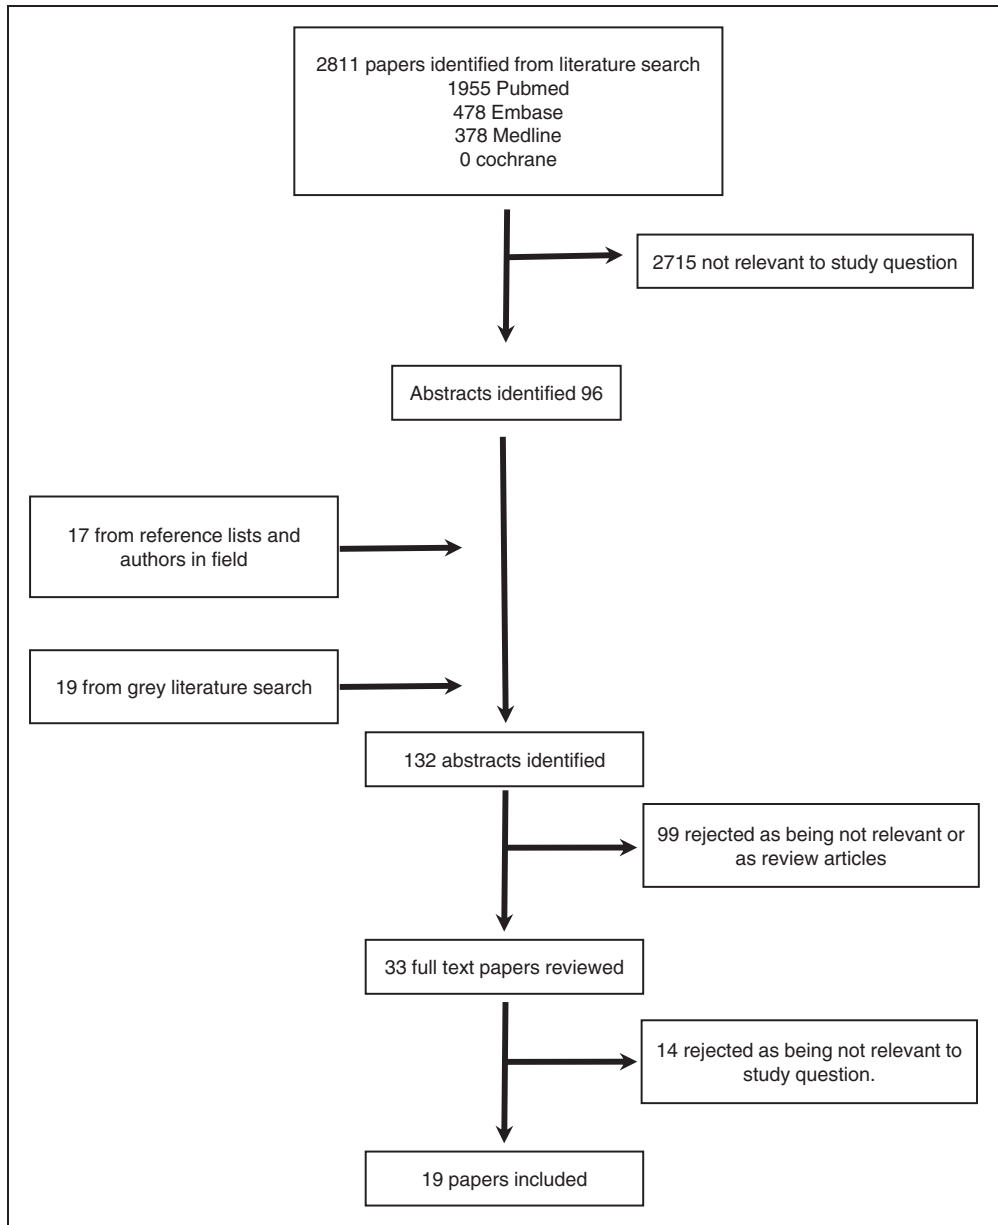 2811 papers identified from literature search
1955 Pubmed
478 Embase
378 Medline
0 cochrane
2715 not relevant to study question
Abstracts identified 96
17 from reference lists and
authors in field
19 from grey literature search
132 abstracts identified
99 rejected as being not relevant or
as review articles
33 full text papers reviewed
14 rejected as being not relevant to
study question.
19 papers included